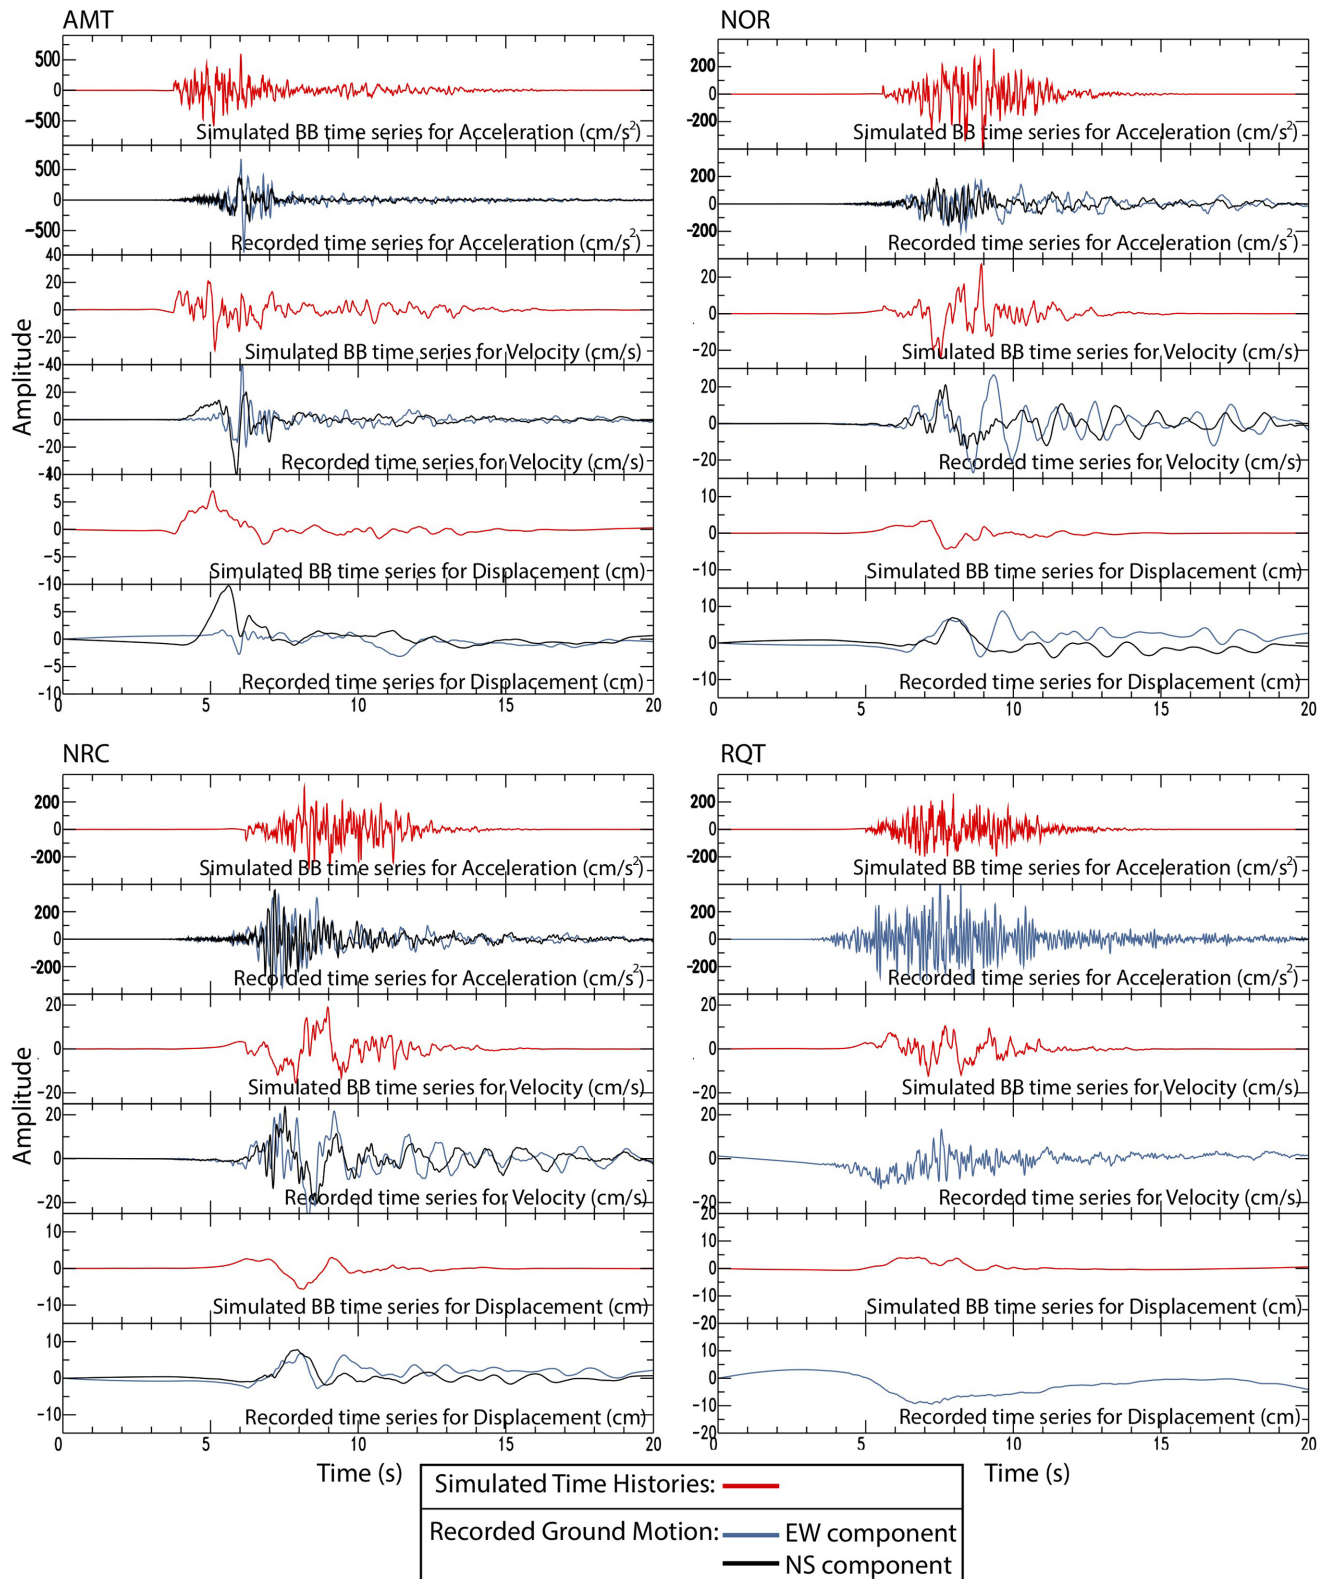 AMT
500
0
-500
Simulated BB time series for Acceleration (cm/s²)
500
0
-500
Recorded time series for Acceleration (cm/s²)
40
20
0
-20
Simulated BB time series for Velocity (cm/s)
-40
20
0
-20
Recorded time series for Velocity (cm/s)
5
0
-5
Simulated BB time series for Displacement (cm)
-10
5
0
-5
Recorded time series for Displacement (cm)
-10
0 5 10 15 20
Amplitude
NOR
200
0
-200
Simulated BB time series for Acceleration (cm/s²)
200
0
-200
Recorded time series for Acceleration (cm/s²)
20
0
-20
Simulated BB time series for Velocity (cm/s)
20
0
-20
Recorded time series for Velocity (cm/s)
10
0
-10
Simulated BB time series for Displacement (cm)
10
0
-10
Recorded time series for Displacement (cm)
0 5 10 15 20
NRC
200
0
-200
Simulated BB time series for Acceleration (cm/s²)
200
0
-200
Recorded time series for Acceleration (cm/s²)
20
0
-20
Simulated BB time series for Velocity (cm/s)
20
0
-20
Recorded time series for Velocity (cm/s)
10
0
-10
Simulated BB time series for Displacement (cm)
10
0
-10
Recorded time series for Displacement (cm)
0 5 10 15 20
Amplitude
Time (s)
RQT
200
0
-200
Simulated BB time series for Acceleration (cm/s²)
200
0
-200
Recorded time series for Acceleration (cm/s²)
20
0
-20
Simulated BB time series for Velocity (cm/s)
20
0
-20
Recorded time series for Velocity (cm/s)
20
10
0
-10
Simulated BB time series for Displacement (cm)
-20
10
0
-10
Recorded time series for Displacement (cm)
-20
0 5 10 15 20
Time (s)
Simulated Time Histories:
Recorded Ground Motion:
EW component
NS component